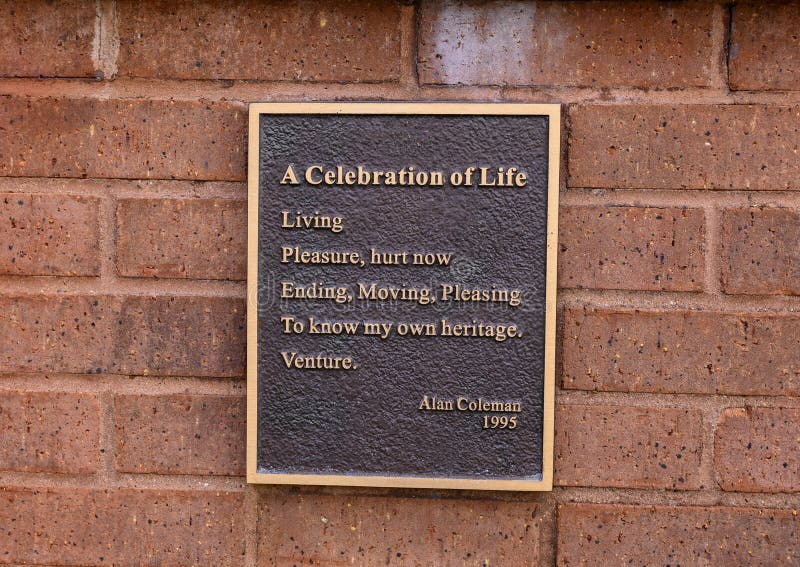 A Celebration of Life
Living
Pleasure, hurt now
Ending, Moving, Pleasing
To know my own heritage.
Venture.
Alan Coleman
1995